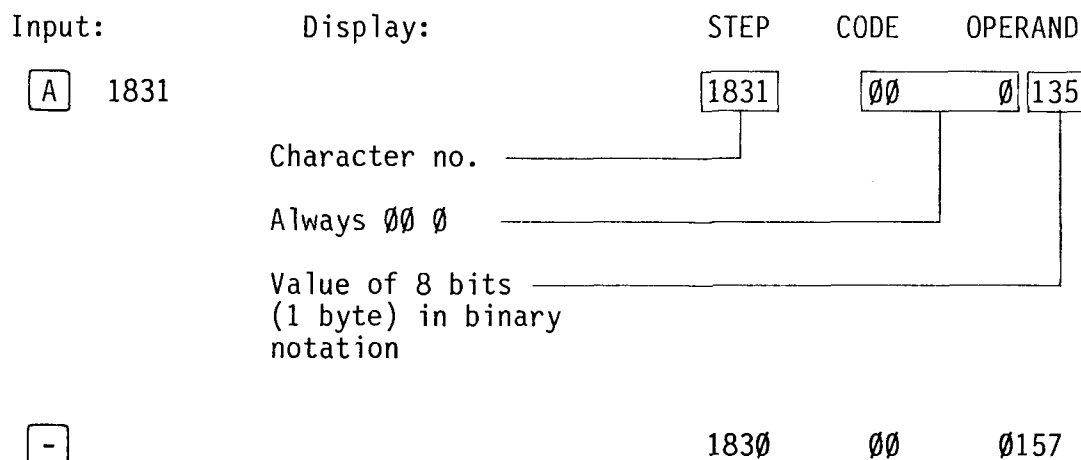 Input: Display: STEP CODE OPERAND
A 1831 1831 ØØ Ø 135
Character no.
Always ØØ Ø
Value of 8 bits
(1 byte) in binary
notation
- 183Ø ØØ Ø157